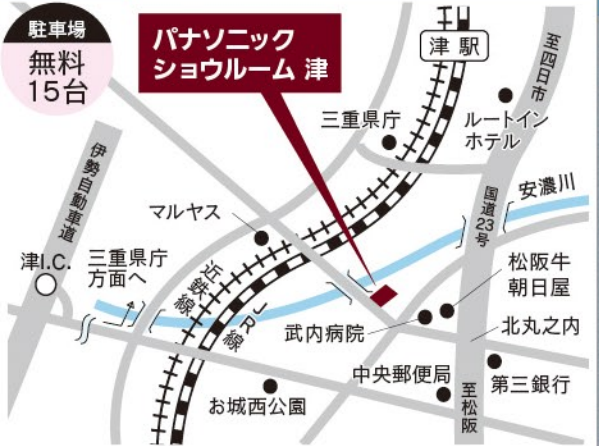 駐車場
無料
15台
パナソニック
ショウルーム 津
津 駅
至四日市
三重県庁
ルートイン
ホテル
伊勢自動車道
安濃川
国道23号
マルヤス
津I.C.
三重県庁
方面へ
近鉄線
JR線
松阪牛
朝日屋
武内病院
北丸之内
中央郵便局
第三銀行
お城西公園
至松阪